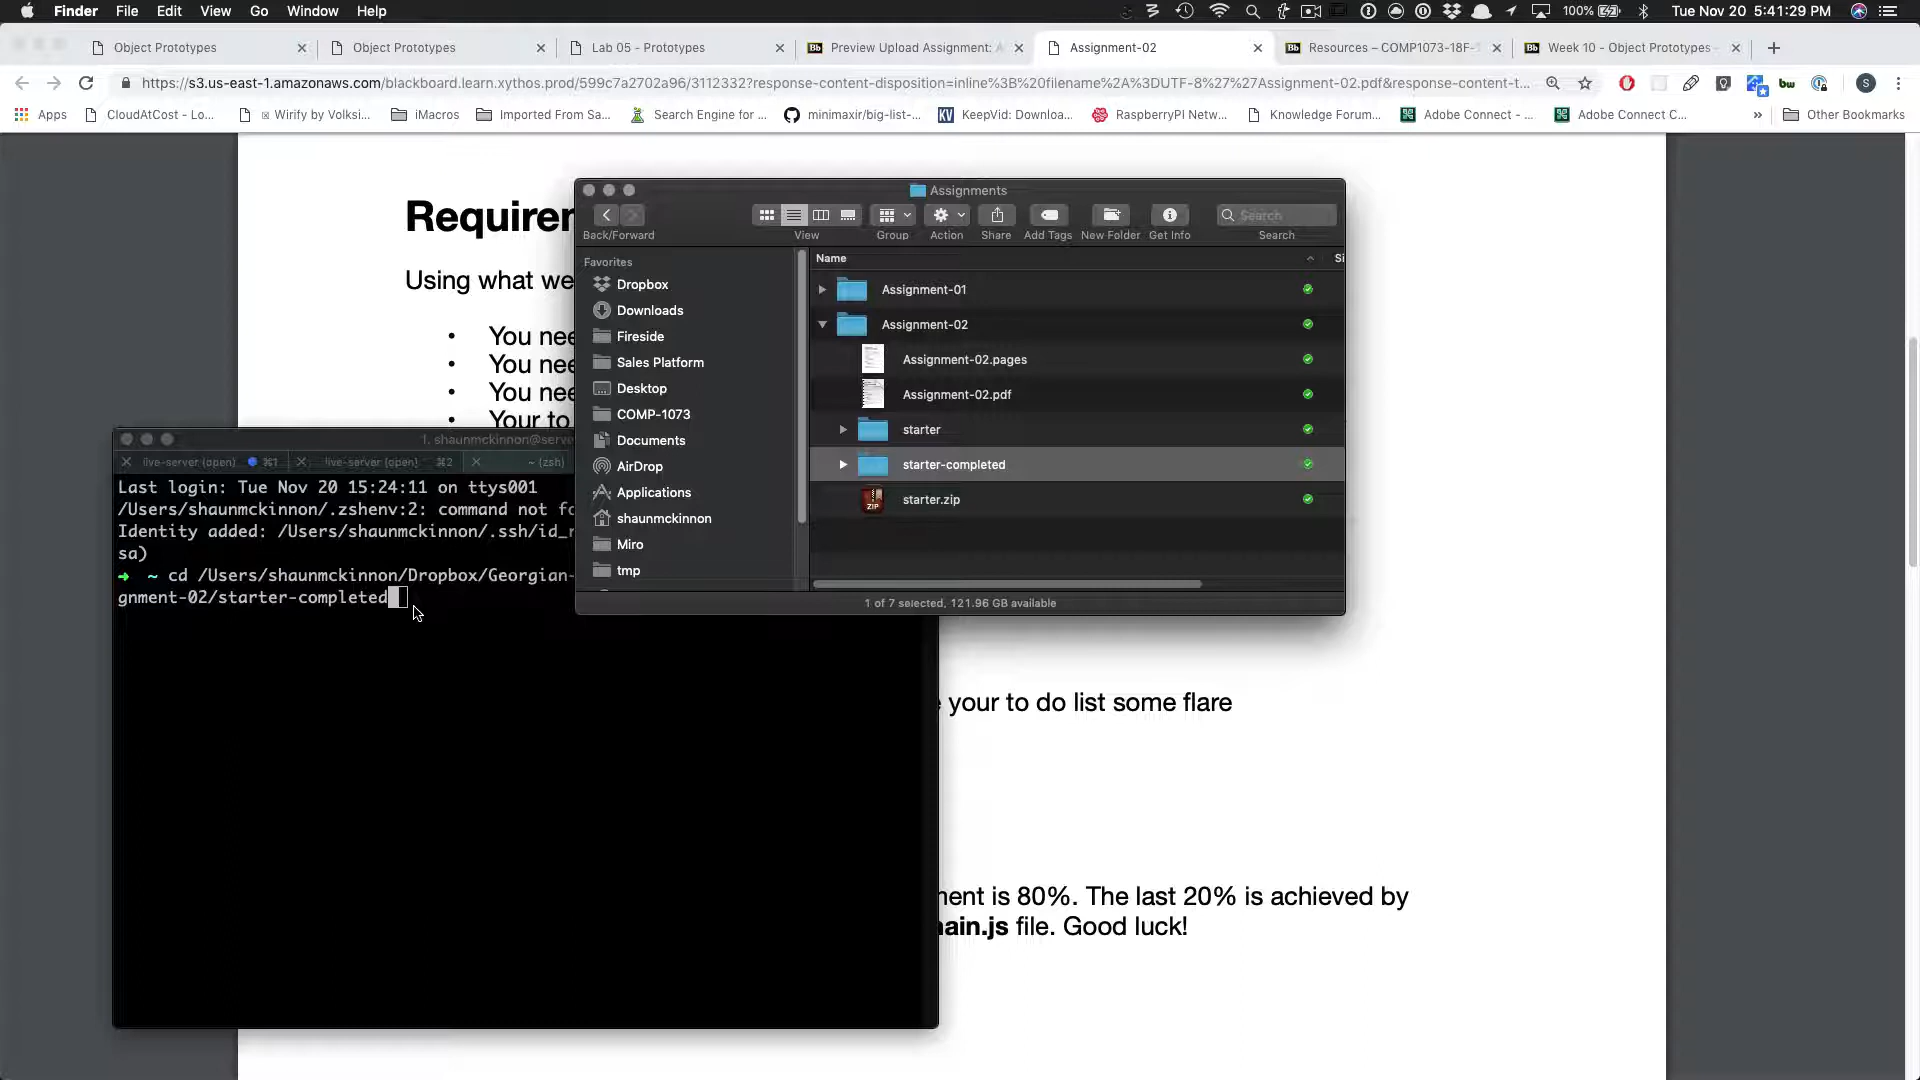 Finder File Edit View Go Window Help
100% Tue Nov 20 5:41:29 PM
Object Prototypes
Object Prototypes
Lab 05 - Prototypes
Preview Upload Assignment: A
Assignment-02
Resources – COMP1073-18F-
Week 10 - Object Prototypes –
https://s3.us-east-1.amazonaws.com/blackboard.learn.xythos.prod/599c7a2702a96/3112332?response-content-disposition=inline%3B%20filename%2A%3DUTF-8%27%27Assignment-02.pdf&response-content-t...
Apps
CloudAtCost - Lo...
Wirify by Volksi...
iMacros
Imported From Sa...
Search Engine for ...
minimaxir/big-list-...
KeepVid: Downloa...
RaspberryPI Netw...
Knowledge Forum...
Adobe Connect - ...
Adobe Connect C...
»
Other Bookmarks
Requirem
Using what we
• You nee
• You nee
• You nee
• Your to
your to do list some flare
ment is 80%. The last 20% is achieved by
main.js file. Good luck!
Assignments
Back/Forward
View
Group
Action
Share
Add Tags
New Folder
Get Info
Search
Search
Favorites
Dropbox
Downloads
Fireside
Sales Platform
Desktop
COMP-1073
Documents
AirDrop
Applications
shaunmckinnon
Miro
tmp
Name
Si
Assignment-01
Assignment-02
Assignment-02.pages
Assignment-02.pdf
starter
starter-completed
ZIP
starter.zip
1 of 7 selected, 121.96 GB available
1. shaunmckinnon@serve
live-server (open) ⌘1
live-server (open) ⌘2
~ (zsh)
Last login: Tue Nov 20 15:24:11 on ttys001
/Users/shaunmckinnon/.zshenv:2: command not fo
Identity added: /Users/shaunmckinnon/.ssh/id_r
sa)
➜ ~ cd /Users/shaunmckinnon/Dropbox/Georgian-
gnment-02/starter-completed